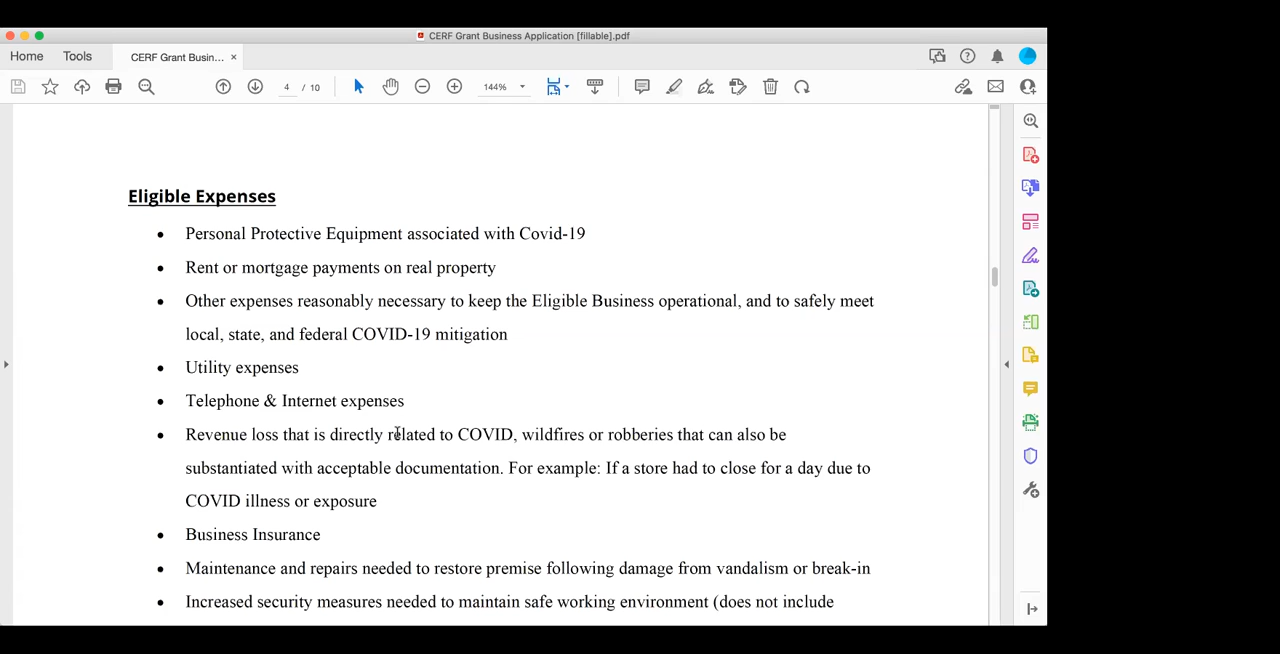 CERF Grant Business Application [fillable].pdf
Home Tools CERF Grant Busin... ×
4 / 10 144%
Eligible Expenses
• Personal Protective Equipment associated with Covid-19
• Rent or mortgage payments on real property
• Other expenses reasonably necessary to keep the Eligible Business operational, and to safely meet
local, state, and federal COVID-19 mitigation
• Utility expenses
• Telephone & Internet expenses
• Revenue loss that is directly related to COVID, wildfires or robberies that can also be
substantiated with acceptable documentation. For example: If a store had to close for a day due to
COVID illness or exposure
• Business Insurance
• Maintenance and repairs needed to restore premise following damage from vandalism or break-in
• Increased security measures needed to maintain safe working environment (does not include